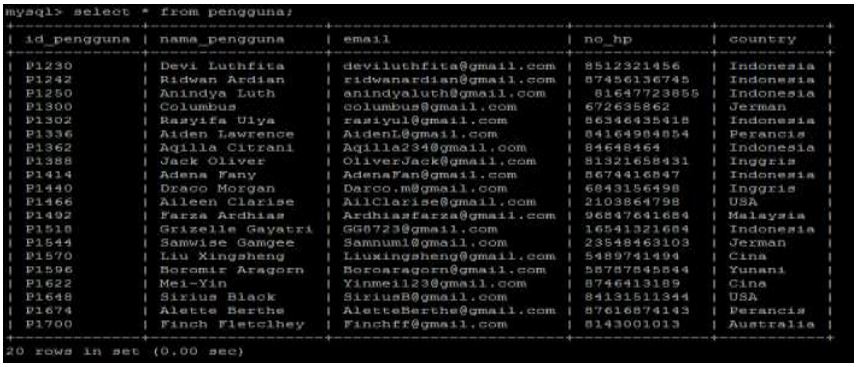 mysql> select * from pengguna;
| id_pengguna | nama_pengguna | email | no_hp | country |
| P1230 | Devi Luthfita | deviluthfita@gmail.com | 8512321456 | Indonesia |
| P1242 | Ridwan Ardian | ridwanardian@gmail.com | 87456136745 | Indonesia |
| P1250 | Anindya Luth | anindyaluth@gmail.com | 81647723855 | Indonesia |
| P1300 | Columbus | columbus@gmail.com | 672635862 | Jerman |
| P1302 | Rasyifa Ulya | rasiyul@gmail.com | 86346435418 | Indonesia |
| P1336 | Aiden Lawrence | AidenL@gmail.com | 84164984854 | Perancis |
| P1362 | Aqilla Citrani | Aqilla234@gmail.com | 84648464 | Indonesia |
| P1388 | Jack Oliver | OliverJack@gmail.com | 81321658431 | Inggris |
| P1414 | Adena Fany | AdenaFan@gmail.com | 8674416847 | Indonesia |
| P1440 | Draco Morgan | Darco.m@gmail.com | 6843156498 | Inggris |
| P1466 | Aileen Clarise | AilClarise@gmail.com | 2103864798 | USA |
| P1492 | Farza Ardhias | Ardhiasfarza@gmail.com | 96847641684 | Malaysia |
| P1518 | Grizelle Gayatri | GG8723@gmail.com | 16541321684 | Indonesia |
| P1544 | Samwise Gamgee | Samnum1@gmail.com | 23548463103 | Jerman |
| P1570 | Liu Xingsheng | Liuxingsheng@gmail.com | 5489741494 | Cina |
| P1596 | Boromir Aragorn | Boroaragorn@gmail.com | 58787845844 | Yunani |
| P1622 | Mei-Yin | Yinmei123@gmail.com | 8746413189 | Cina |
| P1648 | Sirius Black | SiriusB@gmail.com | 84131511344 | USA |
| P1674 | Alette Berthe | AletteBerthe@gmail.com | 87616874143 | Perancis |
| P1700 | Finch Fletclhey | Finchff@gmail.com | 8143001013 | Australia |
20 rows in set (0.00 sec)